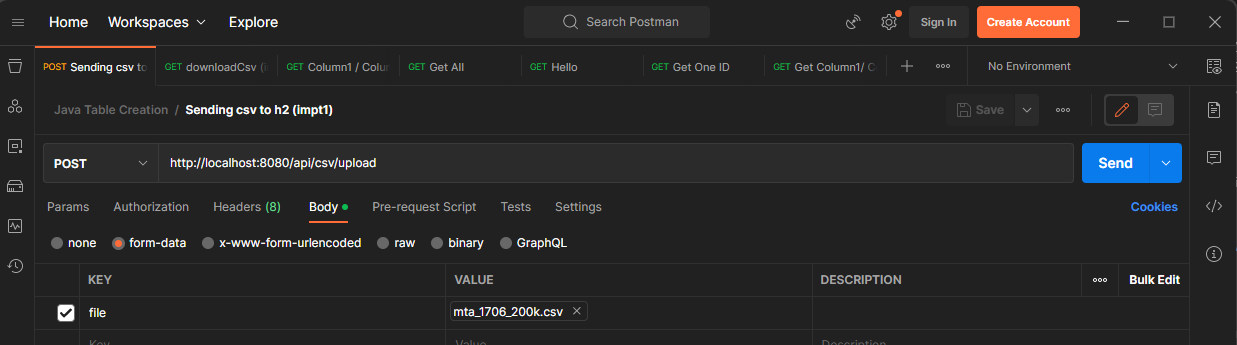 Home Workspaces Explore Search Postman Sign In Create Account
POST Sending csv to GET downloadCsv (i GET Column1 / Colu GET Get All GET Hello GET Get One ID GET Get Column1/ C No Environment
Java Table Creation / Sending csv to h2 (impt1) Save
POST http://localhost:8080/api/csv/upload Send
Params Authorization Headers (8) Body Pre-request Script Tests Settings Cookies
none form-data x-www-form-urlencoded raw binary GraphQL
KEY VALUE DESCRIPTION Bulk Edit
file mta_1706_200k.csv
Key Value Description